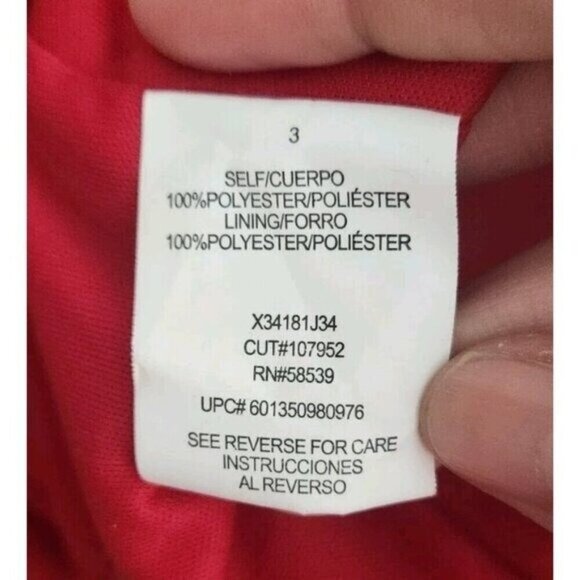 3
SELF/CUERPO
100%POLYESTER/POLIÉSTER
LINING/FORRO
100%POLYESTER/POLIÉSTER
X34181J34
CUT#107952
RN#58539
UPC# 601350980976
SEE REVERSE FOR CARE
INSTRUCCIONES
AL REVERSO